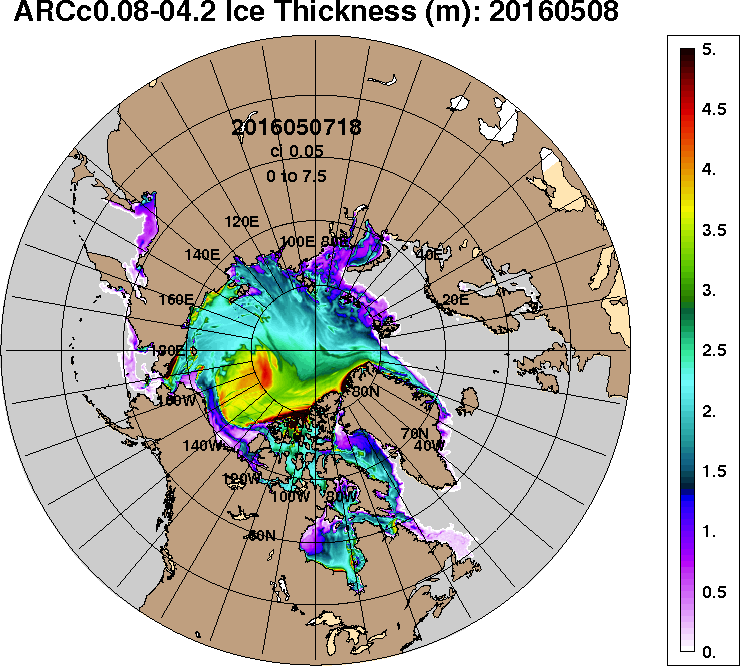 ARCc0.08-04.2 Ice Thickness (m): 20160508
2016050718
ci 0.05
0 to 7.5
120E
100E 80E
40E
140E
160E
20E
180E
160W
80N
140W
70N
40W
120W
100W 80W
60N
5.
4.5
4.
3.5
3.
2.5
2.
1.5
1.
0.5
0.